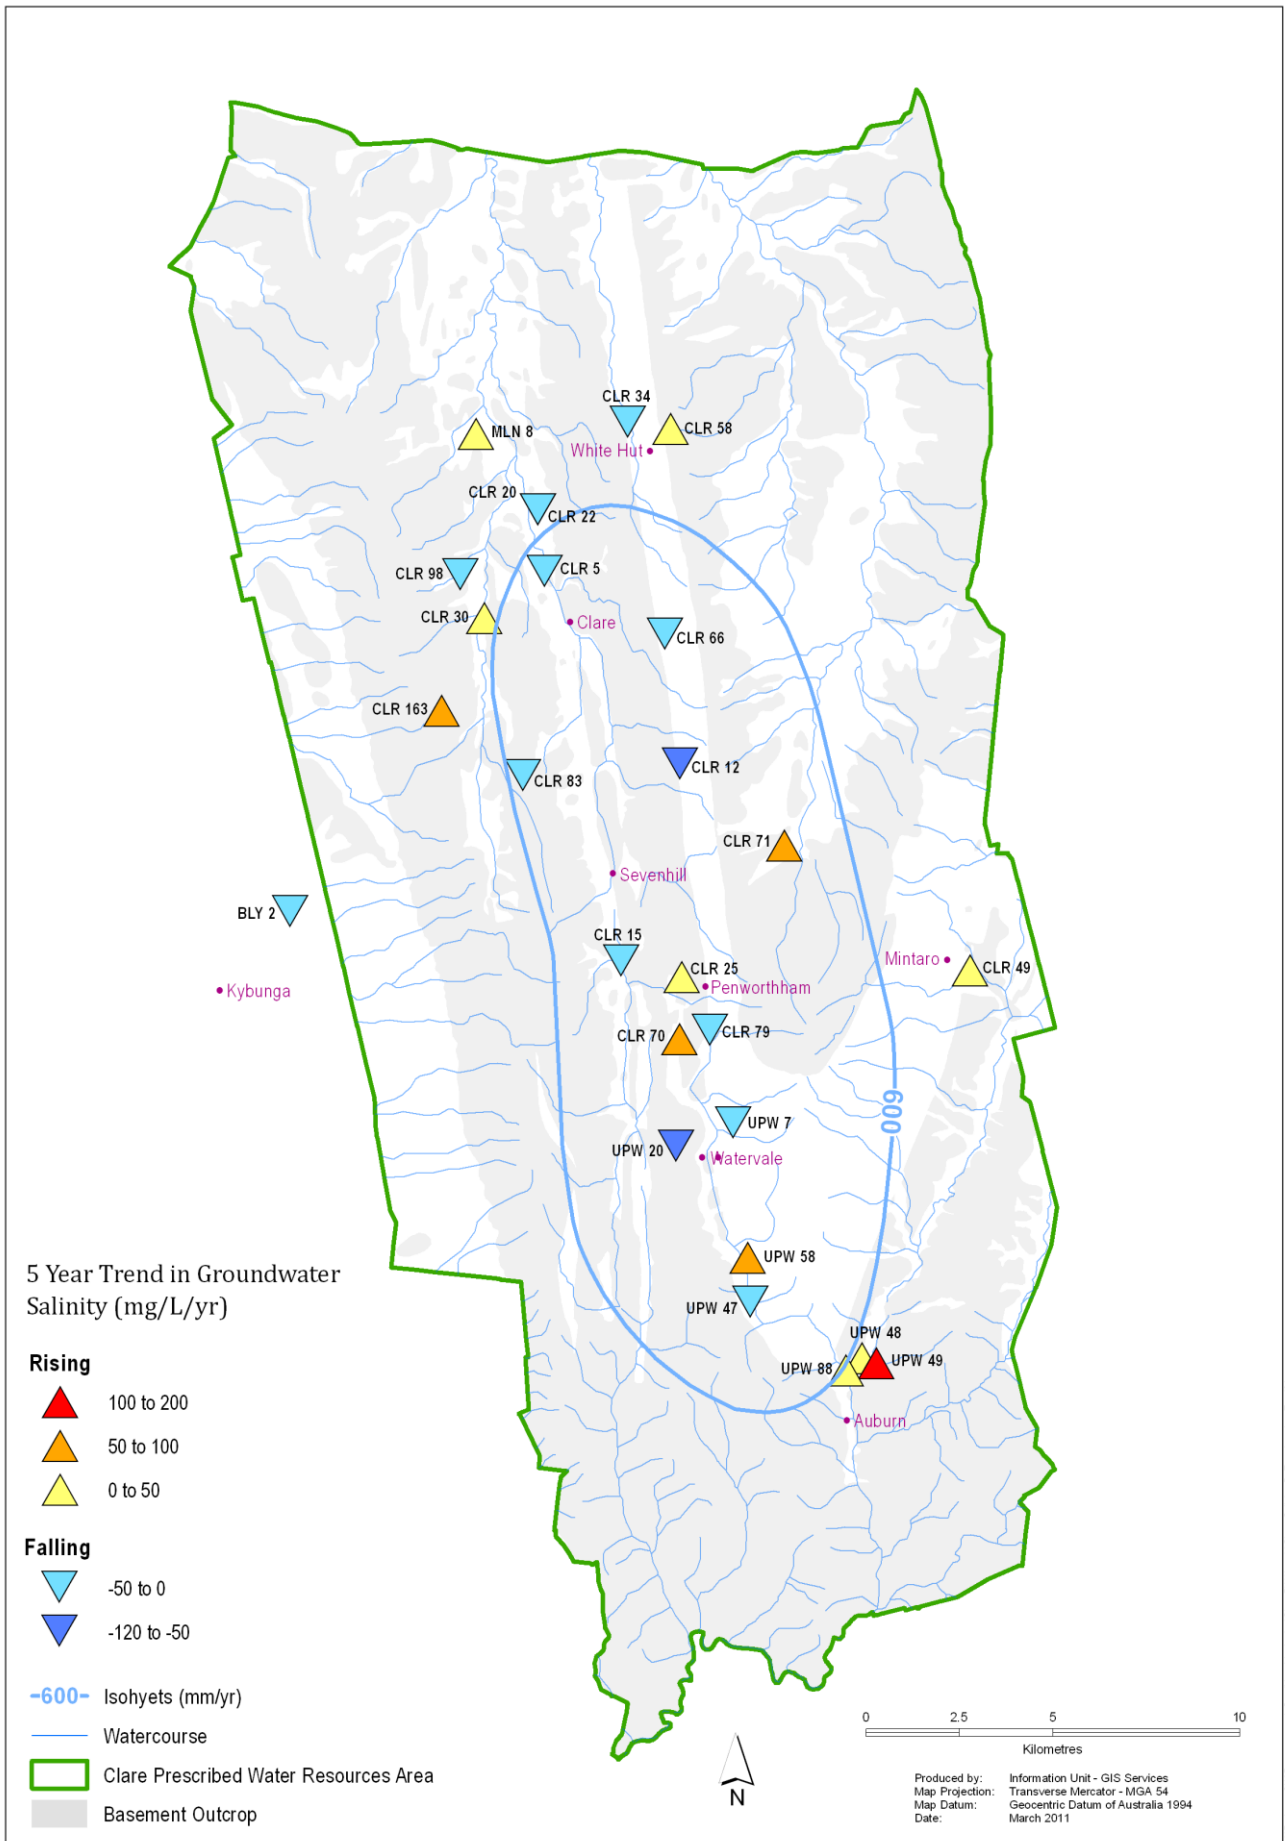 CLR 34
MLN 8
CLR 58
White Hut
CLR 20
CLR 22
CLR 98
CLR 5
CLR 30
Clare
CLR 66
CLR 163
CLR 12
CLR 83
CLR 71
Sevenhill
BLY 2
CLR 15
Mintaro
CLR 49
CLR 25
Kybunga
Penworthham
CLR 70
CLR 79
600
UPW 7
UPW 20
Watervale
UPW 58
UPW 47
UPW 48
UPW 88
UPW 49
Auburn
5 Year Trend in Groundwater
Salinity (mg/L/yr)
Rising
100 to 200
50 to 100
0 to 50
Falling
-50 to 0
-120 to -50
-600- Isohyets (mm/yr)
Watercourse
Clare Prescribed Water Resources Area
Basement Outcrop
N
0 2.5 5 10
Kilometres
Produced by: Information Unit - GIS Services
Map Projection: Transverse Mercator - MGA 54
Map Datum: Geocentric Datum of Australia 1994
Date: March 2011